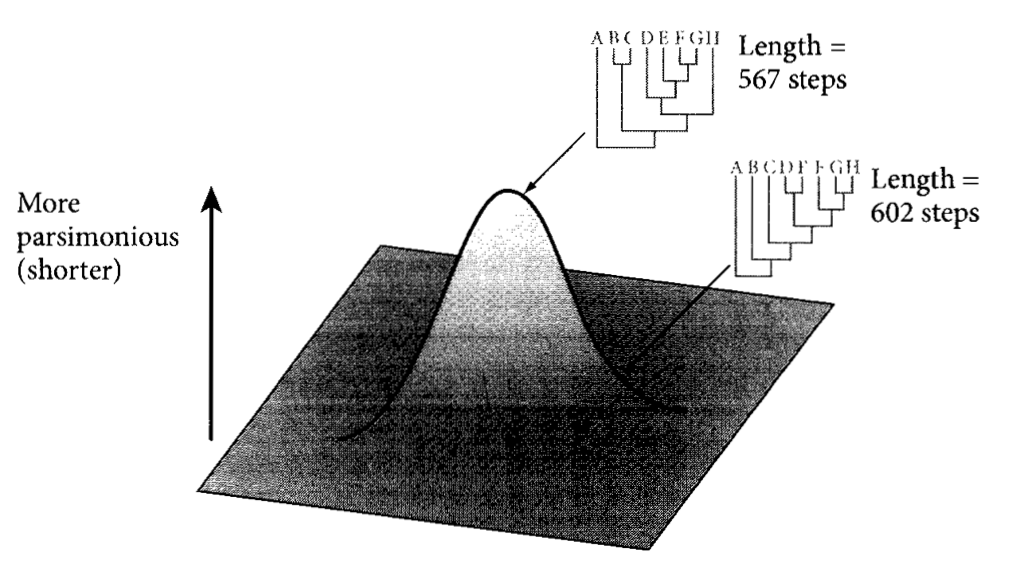 A B C D E F G H
Length =
567 steps
A B C D E F G H
Length =
602 steps
More
parsimonious
(shorter)